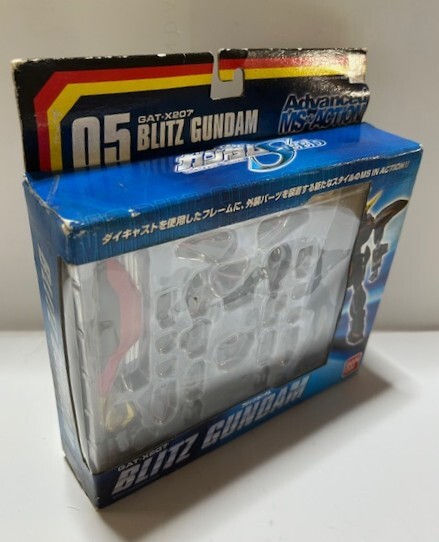 GAT-X207
05 BLITZ GUNDAM
Advanced
MS in ACTION
ダイキャストを使用したフレームに、外装パーツを装着する新たなスタイルのMS IN ACTION!!
GAT-X207
BLITZ GUNDAM